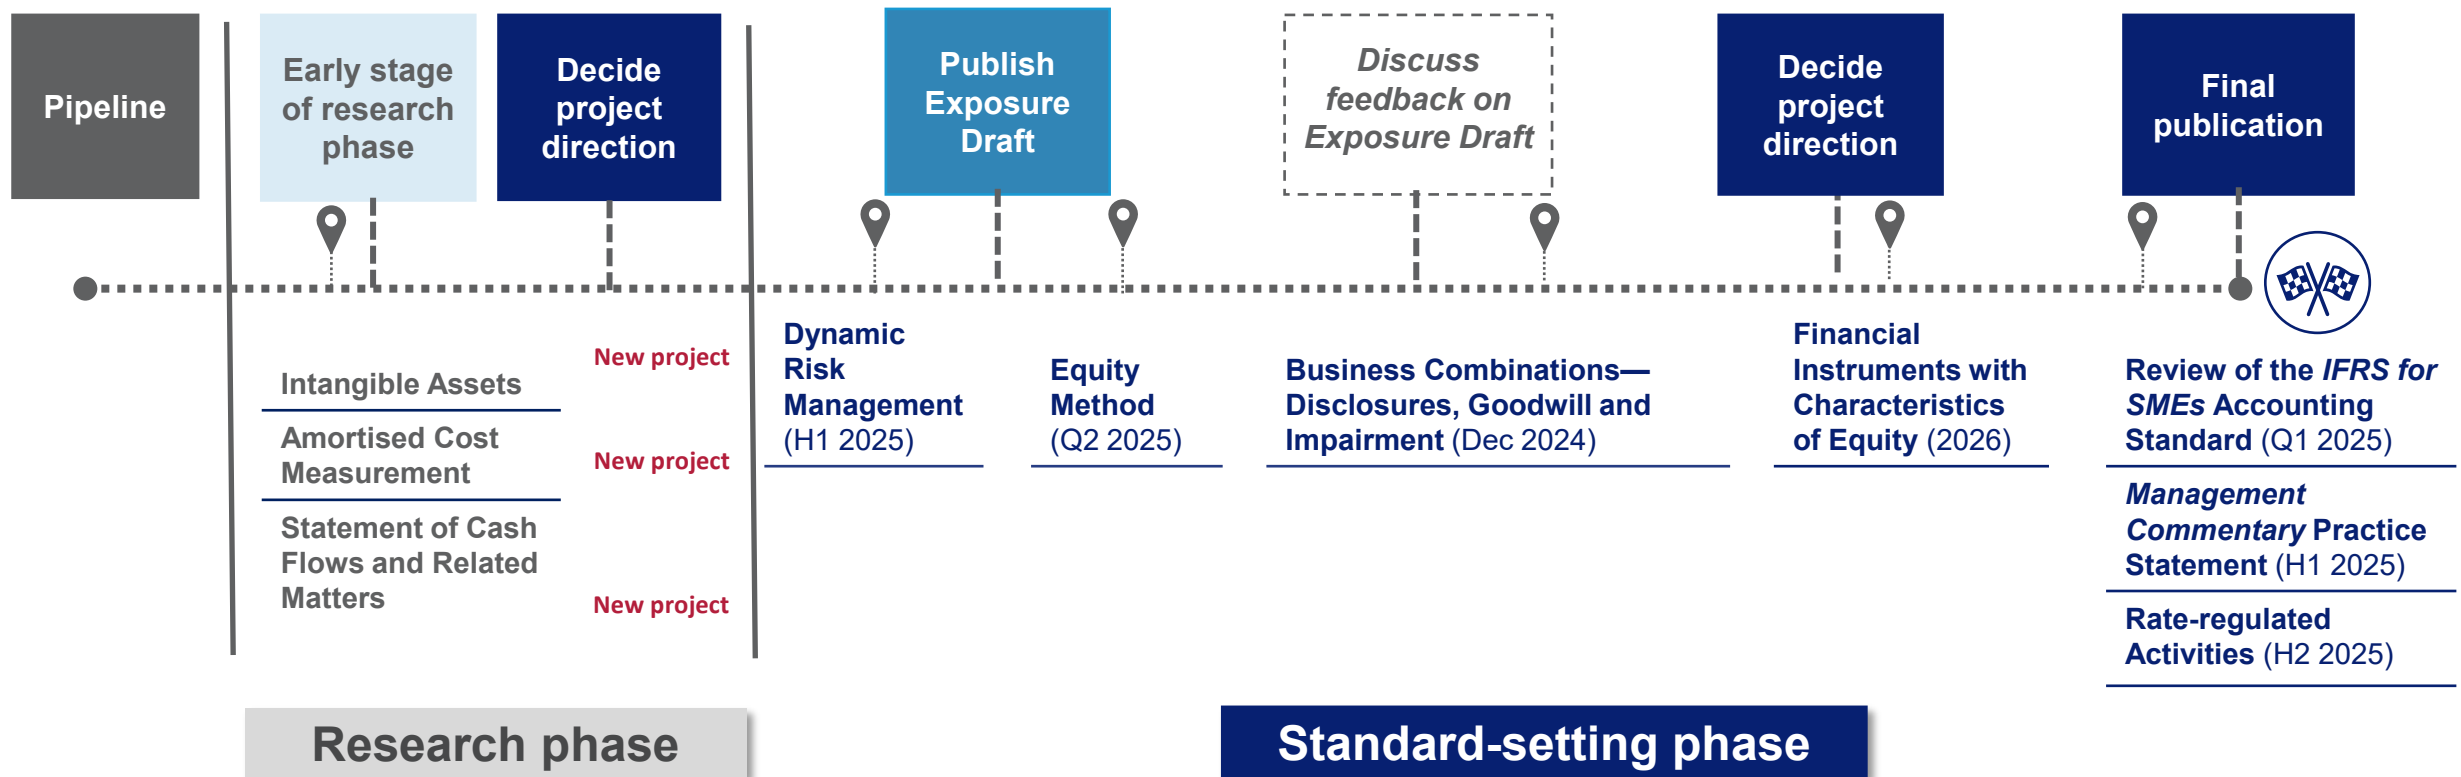 Pipeline
Early stage
of research
phase
Decide
project
direction
Publish
Exposure
Draft
Discuss
feedback on
Exposure Draft
Decide
project
direction
Final
publication
Intangible Assets
New project
Amortised Cost
Measurement
New project
Statement of Cash
Flows and Related
Matters
New project
Dynamic
Risk
Management
(H1 2025)
Equity
Method
(Q2 2025)
Business Combinations—
Disclosures, Goodwill and
Impairment (Dec 2024)
Financial
Instruments with
Characteristics
of Equity (2026)
Review of the IFRS for
SMEs Accounting
Standard (Q1 2025)
Management
Commentary Practice
Statement (H1 2025)
Rate-regulated
Activities (H2 2025)
Research phase
Standard-setting phase